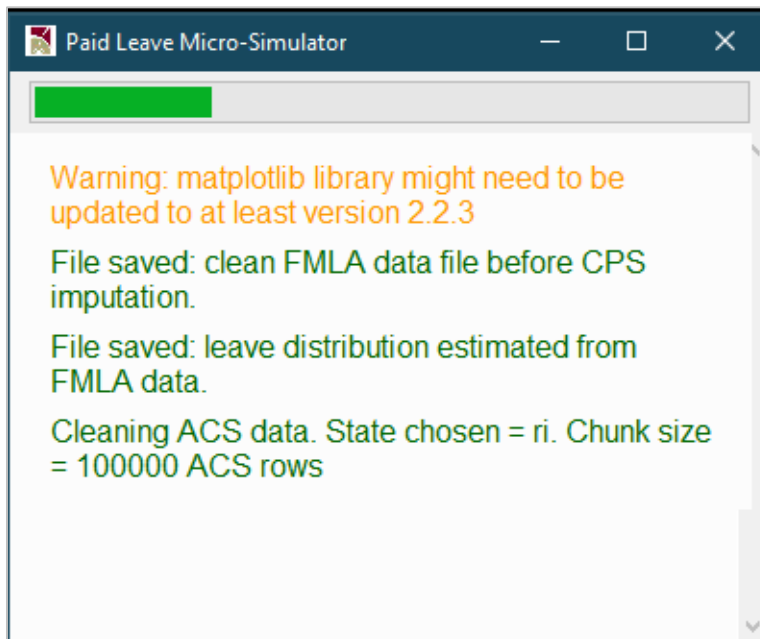 Paid Leave Micro-Simulator
Warning: matplotlib library might need to be
updated to at least version 2.2.3
File saved: clean FMLA data file before CPS
imputation.
File saved: leave distribution estimated from
FMLA data.
Cleaning ACS data. State chosen = ri. Chunk size
= 100000 ACS rows